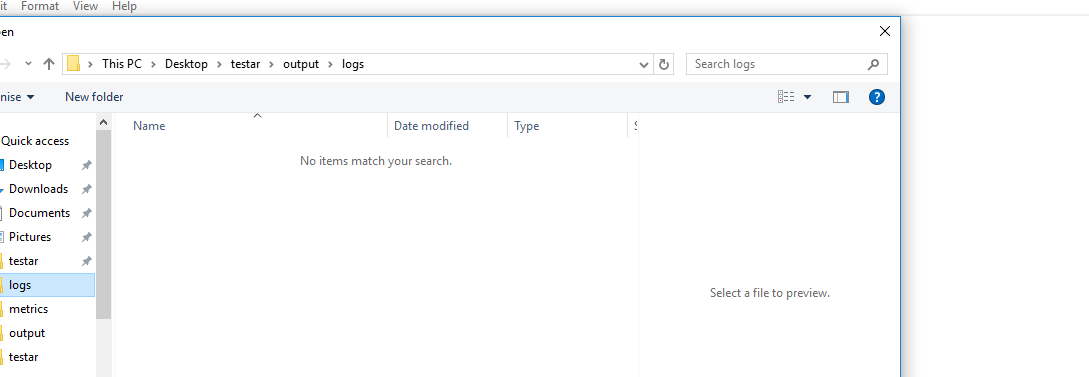 it Format View Help
en
This PC Desktop testar output logs
Search logs
nise New folder
Name Date modified Type S
No items match your search.
Quick access
Desktop
Downloads
Documents
Pictures
testar
logs
metrics
output
testar
Select a file to preview.